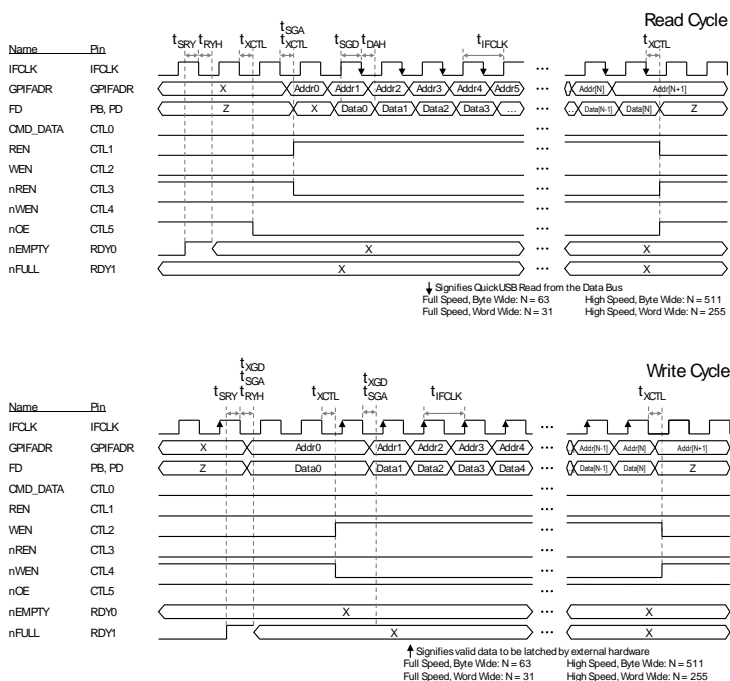 Read Cycle
tSRY tRYH tXCTL tSGA tXCTL tSGD tDAH tIFCLK tXCTL
Name Pin
IFCLK IFCLK ...
GPIFADR GPIFADR X Addr0 Addr1 Addr2 Addr3 Addr4 Addr5 ... Addr[N] Addr[N+1]
FD PB, PD Z X Data0 Data1 Data2 Data3 ... ... Data[N-1] Data[N] Z
CMD_DATA CTL0 ...
REN CTL1 ...
WEN CTL2 ...
nREN CTL3 ...
nWEN CTL4 ...
nOE CTL5 ...
nEMPTY RDY0 X ... X
nFULL RDY1 X ... X
Signifies QuickUSB Read from the Data Bus
Full Speed, Byte Wide: N = 63 High Speed, Byte Wide: N = 511
Full Speed, Word Wide: N = 31 High Speed, Word Wide: N = 255
Write Cycle
tSRY tXGD tSGA tRYH tXCTL tXGD tSGA tIFCLK tXCTL
Name Pin
IFCLK IFCLK ...
GPIFADR GPIFADR X Addr0 Addr1 Addr2 Addr3 Addr4 ... Addr[N-1] Addr[N] Addr[N+1]
FD PB, PD Z Data0 Data1 Data2 Data3 Data4 ... Data[N-1] Data[N] Z
CMD_DATA CTL0 ...
REN CTL1 ...
WEN CTL2 ...
nREN CTL3 ...
nWEN CTL4 ...
nOE CTL5 ...
nEMPTY RDY0 X ... X
nFULL RDY1 X ... X
Signifies valid data to be latched by external hardware
Full Speed, Byte Wide: N = 63 High Speed, Byte Wide: N = 511
Full Speed, Word Wide: N = 31 High Speed, Word Wide: N = 255